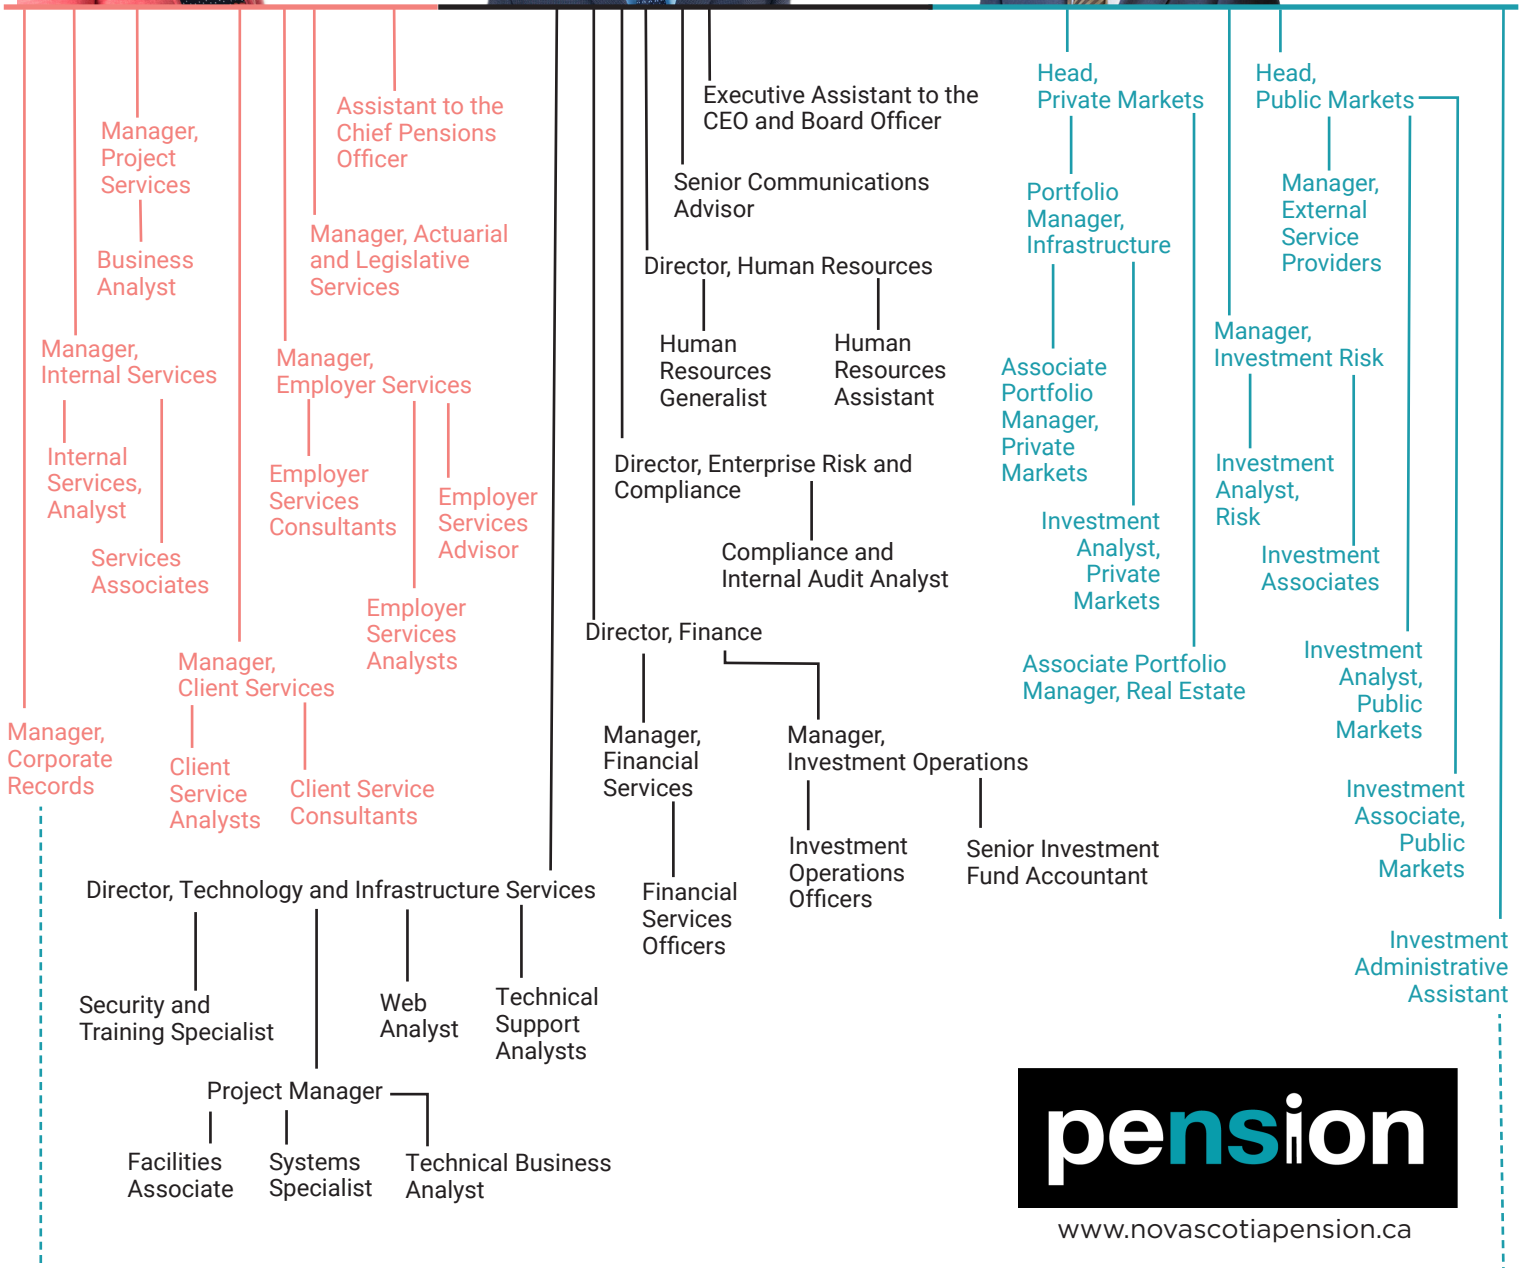 Assistant to the
Chief Pensions
Officer
Manager,
Project
Services
Business
Analyst
Manager, Actuarial
and Legislative
Services
Manager,
Internal Services
Internal
Services,
Analyst
Services
Associates
Manager,
Employer Services
Employer
Services
Consultants
Employer
Services
Advisor
Employer
Services
Analysts
Manager,
Client Services
Client
Service
Analysts
Client Service
Consultants
Manager,
Corporate
Records
Executive Assistant to the
CEO and Board Officer
Senior Communications
Advisor
Director, Human Resources
Human
Resources
Generalist
Human
Resources
Assistant
Director, Enterprise Risk and
Compliance
Compliance and
Internal Audit Analyst
Director, Finance
Manager,
Financial
Services
Financial
Services
Officers
Manager,
Investment Operations
Investment
Operations
Officers
Senior Investment
Fund Accountant
Director, Technology and Infrastructure Services
Security and
Training Specialist
Web
Analyst
Technical
Support
Analysts
Project Manager
Facilities
Associate
Systems
Specialist
Technical Business
Analyst
Head,
Private Markets
Portfolio
Manager,
Infrastructure
Associate
Portfolio
Manager,
Private
Markets
Investment
Analyst,
Private
Markets
Associate Portfolio
Manager, Real Estate
Head,
Public Markets
Manager,
External
Service
Providers
Manager,
Investment Risk
Investment
Analyst,
Risk
Investment
Associates
Investment
Analyst,
Public
Markets
Investment
Associate,
Public
Markets
Investment
Administrative
Assistant
pension
www.novascotiapension.ca